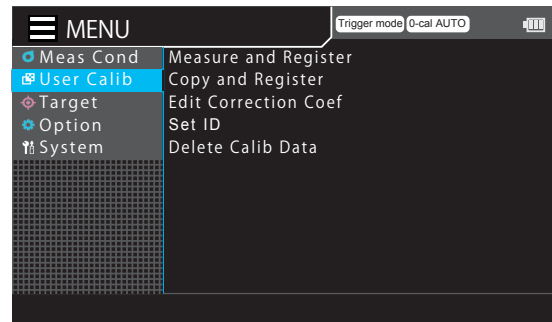 MENU Trigger mode 0-cal AUTO
Meas Cond Measure and Register
User Calib Copy and Register
Target Edit Correction Coef
Option Set ID
System Delete Calib Data